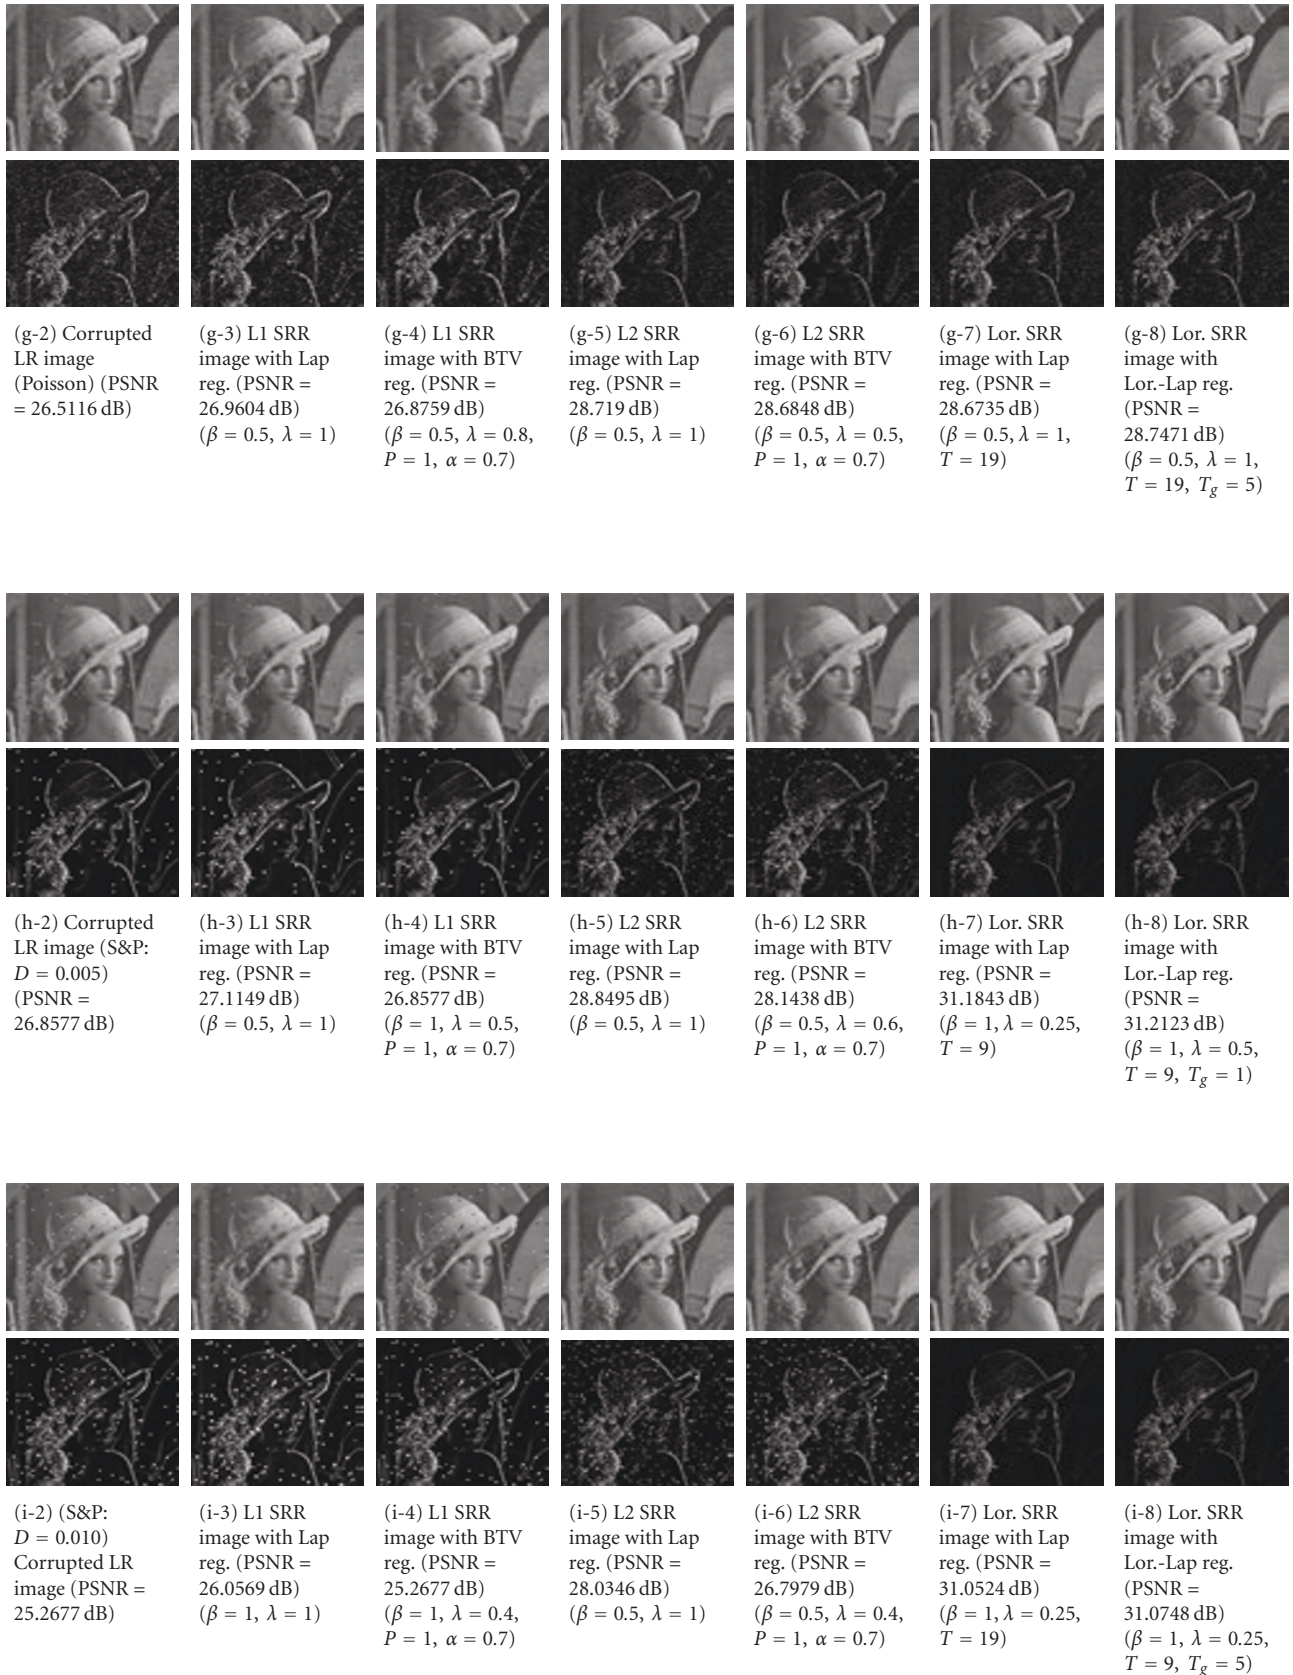 (g-2) Corrupted
LR image
(Poisson) (PSNR
= 26.5116 dB)
(g-3) L1 SRR
image with Lap
reg. (PSNR =
26.9604 dB)
(β = 0.5, λ = 1)
(g-4) L1 SRR
image with BTV
reg. (PSNR =
26.8759 dB)
(β = 0.5, λ = 0.8,
P = 1, α = 0.7)
(g-5) L2 SRR
image with Lap
reg. (PSNR =
28.719 dB)
(β = 0.5, λ = 1)
(g-6) L2 SRR
image with BTV
reg. (PSNR =
28.6848 dB)
(β = 0.5, λ = 0.5,
P = 1, α = 0.7)
(g-7) Lor. SRR
image with Lap
reg. (PSNR =
28.6735 dB)
(β = 0.5, λ = 1,
T = 19)
(g-8) Lor. SRR
image with
Lor.-Lap reg.
(PSNR =
28.7471 dB)
(β = 0.5, λ = 1,
T = 19, Tg = 5)
(h-2) Corrupted
LR image (S&P:
D = 0.005)
(PSNR =
26.8577 dB)
(h-3) L1 SRR
image with Lap
reg. (PSNR =
27.1149 dB)
(β = 0.5, λ = 1)
(h-4) L1 SRR
image with BTV
reg. (PSNR =
26.8577 dB)
(β = 1, λ = 0.5,
P = 1, α = 0.7)
(h-5) L2 SRR
image with Lap
reg. (PSNR =
28.8495 dB)
(β = 0.5, λ = 1)
(h-6) L2 SRR
image with BTV
reg. (PSNR =
28.1438 dB)
(β = 0.5, λ = 0.6,
P = 1, α = 0.7)
(h-7) Lor. SRR
image with Lap
reg. (PSNR =
31.1843 dB)
(β = 1, λ = 0.25,
T = 9)
(h-8) Lor. SRR
image with
Lor.-Lap reg.
(PSNR =
31.2123 dB)
(β = 1, λ = 0.5,
T = 9, Tg = 1)
(i-2) (S&P:
D = 0.010)
Corrupted LR
image (PSNR =
25.2677 dB)
(i-3) L1 SRR
image with Lap
reg. (PSNR =
26.0569 dB)
(β = 1, λ = 1)
(i-4) L1 SRR
image with BTV
reg. (PSNR =
25.2677 dB)
(β = 1, λ = 0.4,
P = 1, α = 0.7)
(i-5) L2 SRR
image with Lap
reg. (PSNR =
28.0346 dB)
(β = 0.5, λ = 1)
(i-6) L2 SRR
image with BTV
reg. (PSNR =
26.7979 dB)
(β = 0.5, λ = 0.4,
P = 1, α = 0.7)
(i-7) Lor. SRR
image with Lap
reg. (PSNR =
31.0524 dB)
(β = 1, λ = 0.25,
T = 19)
(i-8) Lor. SRR
image with
Lor.-Lap reg.
(PSNR =
31.0748 dB)
(β = 1, λ = 0.25,
T = 9, Tg = 5)